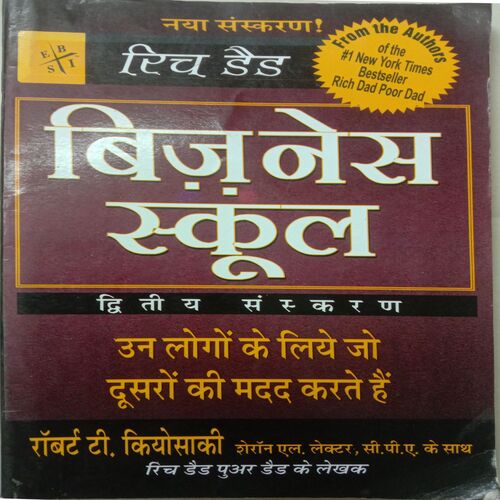 नया संस्करण!
E B
S I
रिच डैड
From the Authors
of the
#1 New York Times
Bestseller
Rich Dad Poor Dad
बिज़नेस
स्कूल
द्वितीय संस्करण
उन लोगों के लिये जो
दूसरों की मदद करते हैं
रॉबर्ट टी. कियोसाकी शेरॉन एल. लेक्टर, सी.पी.ए. के साथ
रिच डैड पुअर डैड के लेखक